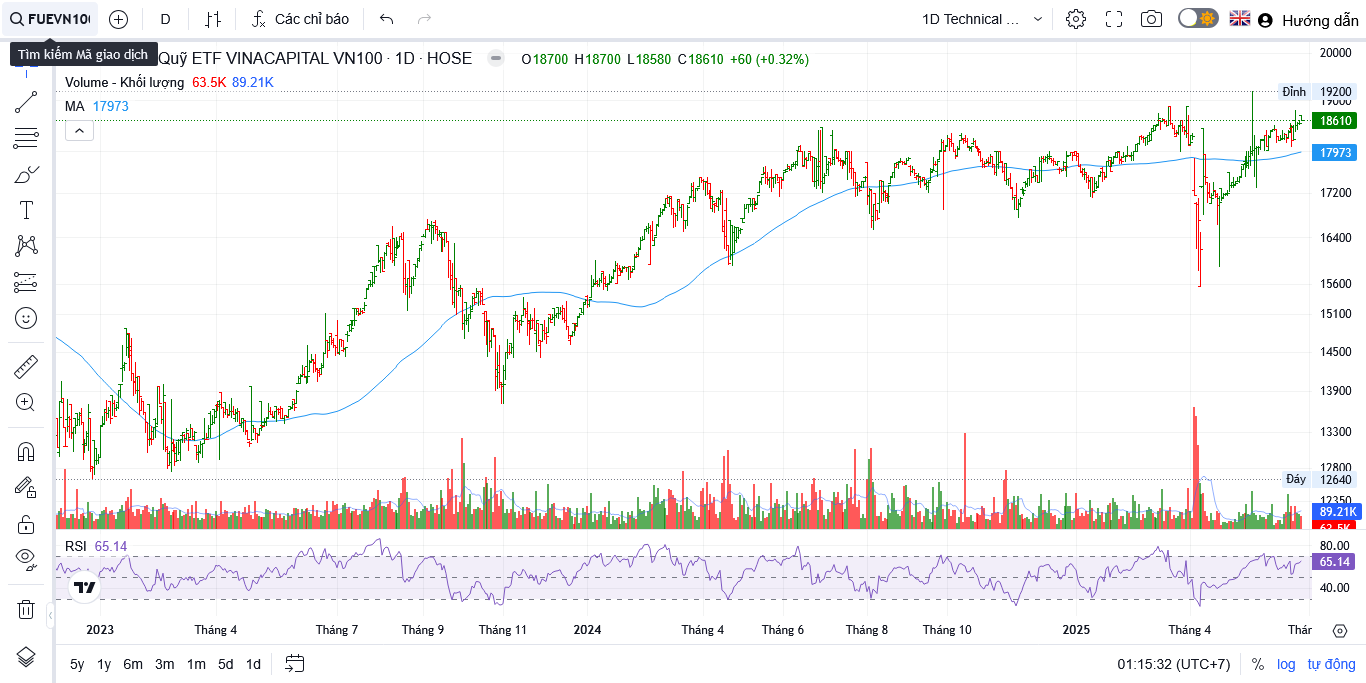 FUEVN100 D Các chỉ báo 1D Technical ... Hướng dẫn
Tìm kiếm Mã giao dịch
Quỹ ETF VINACAPITAL VN100 · 1D · HOSE O18700 H18700 L18580 C18610 +60 (+0.32%)
Volume - Khối lượng 63.5K 89.21K
MA 17973
20000
Đỉnh 19200
19000
18610
17973
17200
16400
15600
15100
14500
13900
13300
12800
Đáy 12640
12350
89.21K
63.5K
RSI 65.14
80.00
65.14
40.00
2023 Tháng 4 Tháng 7 Tháng 9 Tháng 11 2024 Tháng 4 Tháng 6 Tháng 8 Tháng 10 2025 Tháng 4 Thár
5y 1y 6m 3m 1m 5d 1d 01:15:32 (UTC+7) % log tự động